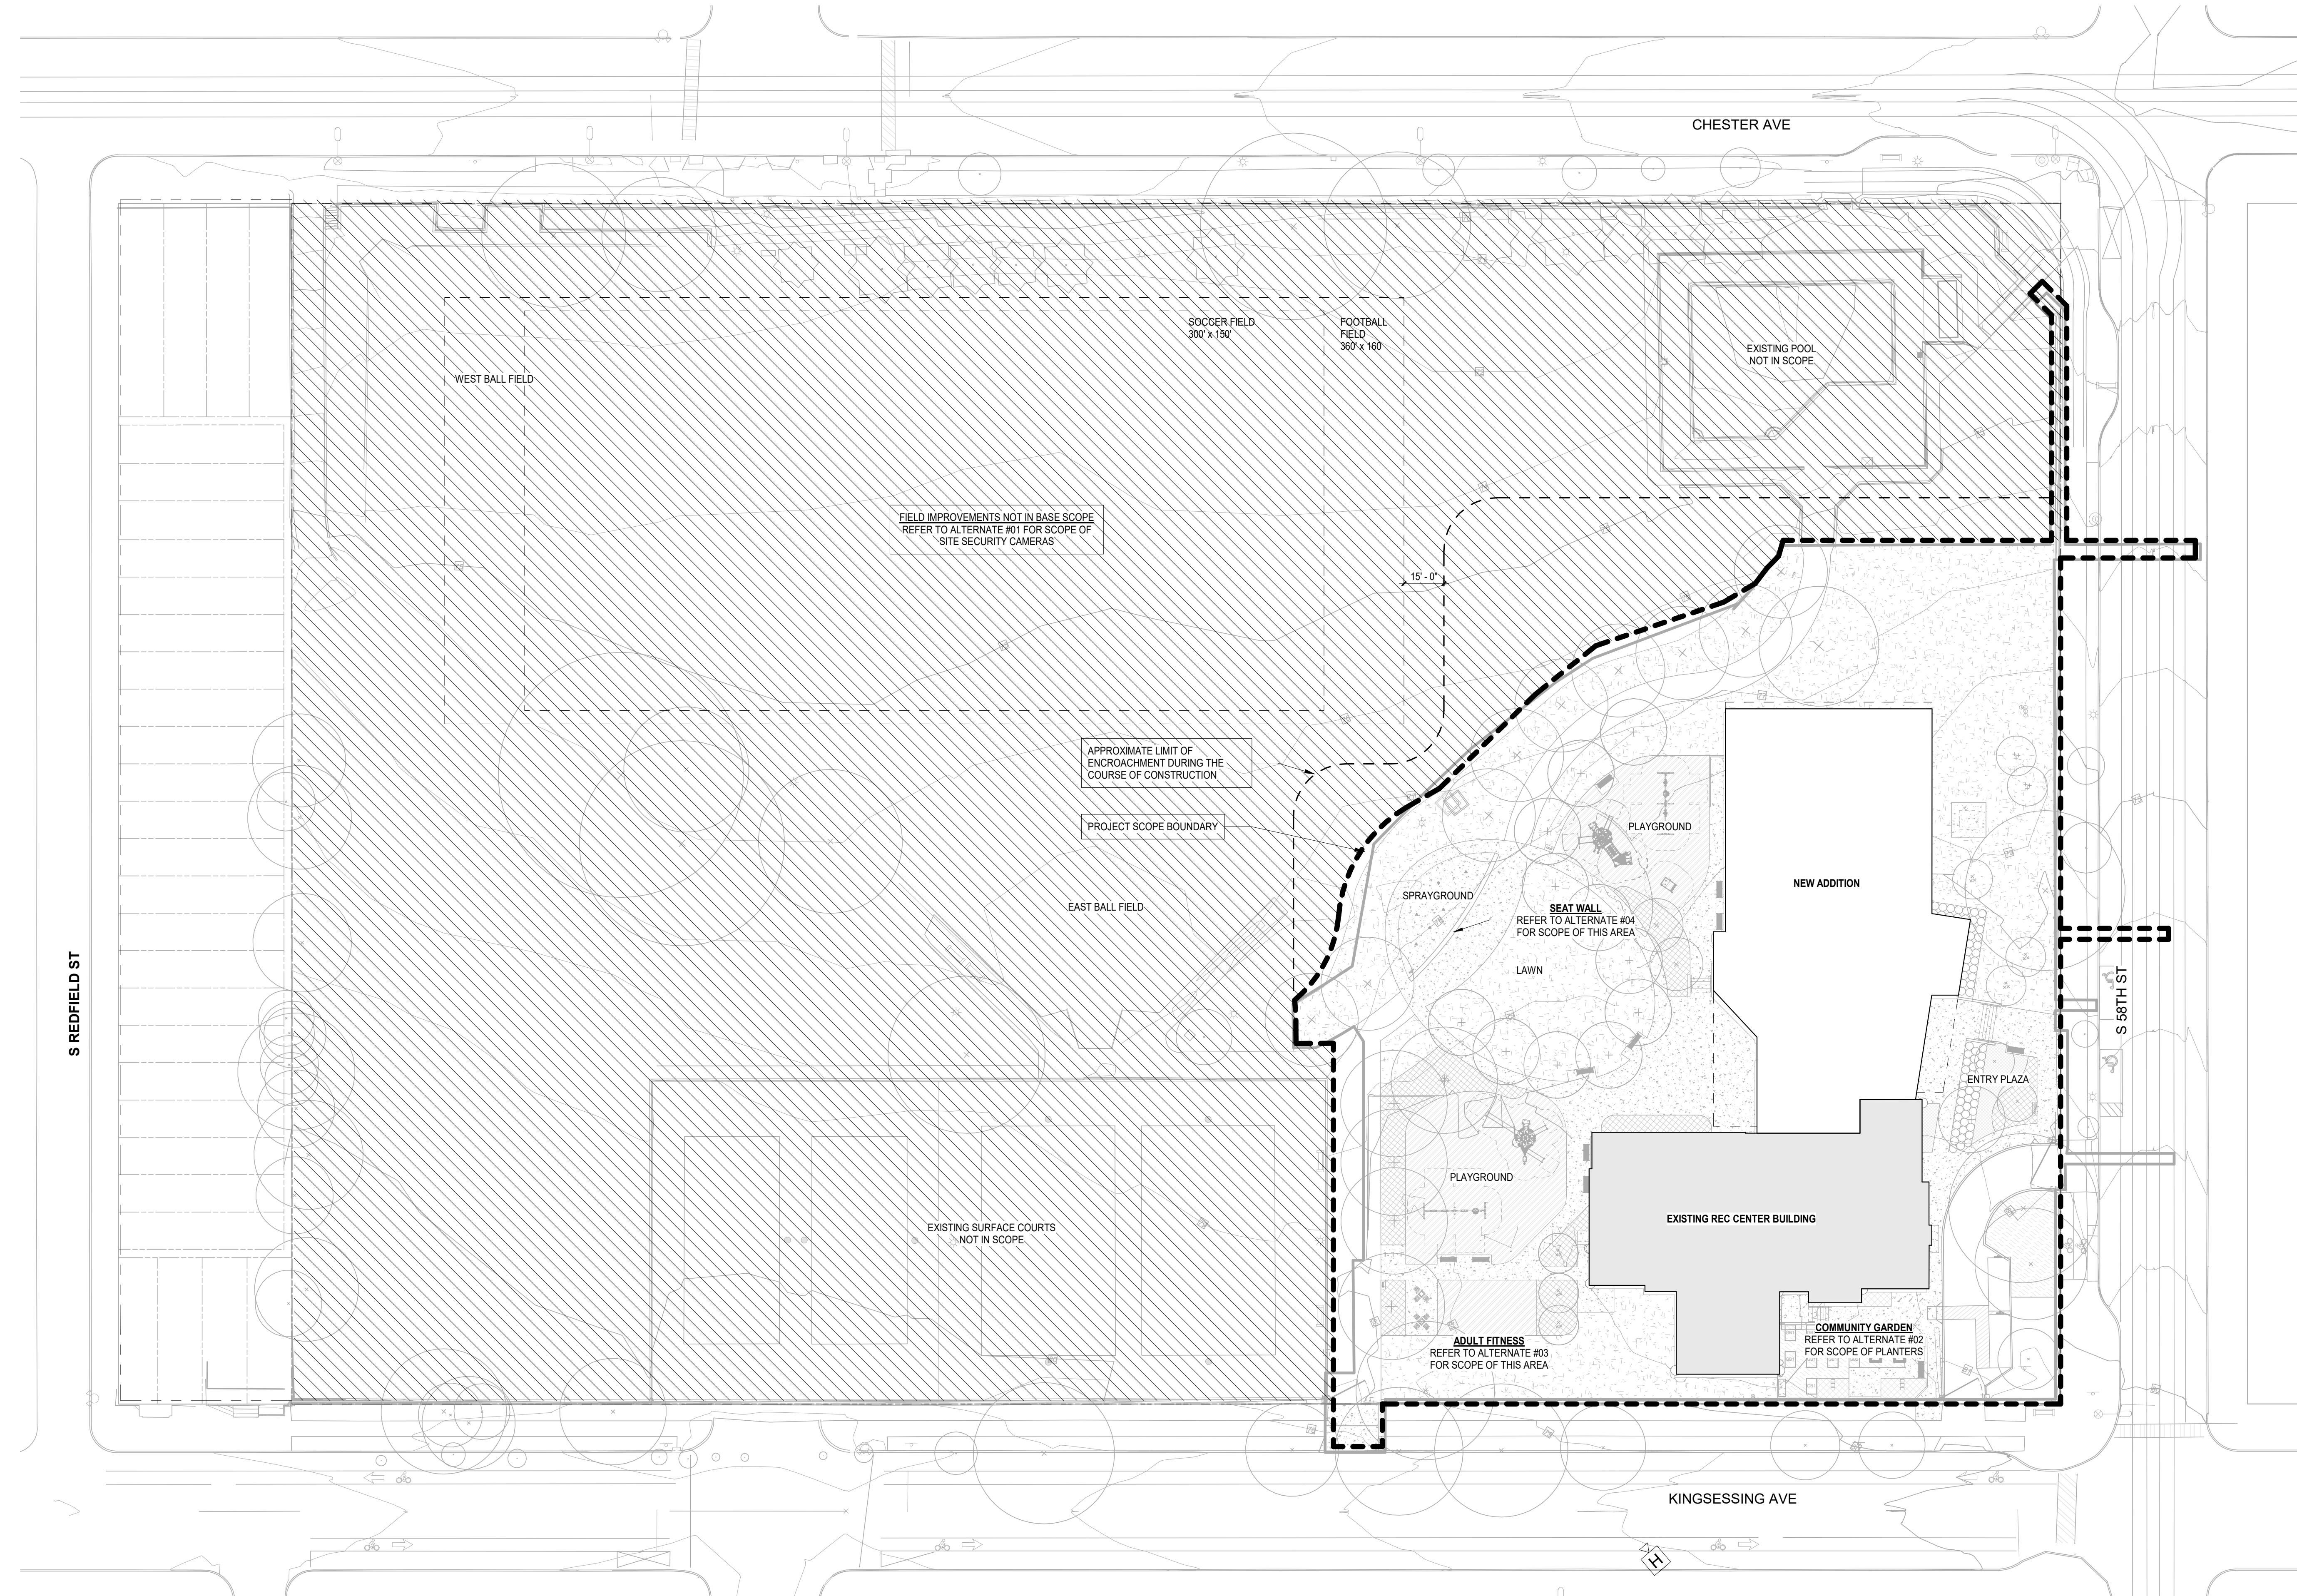 CHESTER AVE
SOCCER FIELD
300' x 150'
FOOTBALL
FIELD
360' x 160
EXISTING POOL
NOT IN SCOPE
WEST BALL FIELD
FIELD IMPROVEMENTS NOT IN BASE SCOPE
REFER TO ALTERNATE #01 FOR SCOPE OF
SITE SECURITY CAMERAS
15' - 0"
APPROXIMATE LIMIT OF
ENCROACHMENT DURING THE
COURSE OF CONSTRUCTION
PROJECT SCOPE BOUNDARY
PLAYGROUND
NEW ADDITION
SPRAYGROUND
EAST BALL FIELD
SEAT WALL
REFER TO ALTERNATE #04
FOR SCOPE OF THIS AREA
LAWN
S REDFIELD ST
S 58TH ST
ENTRY PLAZA
PLAYGROUND
EXISTING SURFACE COURTS
NOT IN SCOPE
EXISTING REC CENTER BUILDING
ADULT FITNESS
REFER TO ALTERNATE #03
FOR SCOPE OF THIS AREA
COMMUNITY GARDEN
REFER TO ALTERNATE #02
FOR SCOPE OF PLANTERS
KINGSESSING AVE
H